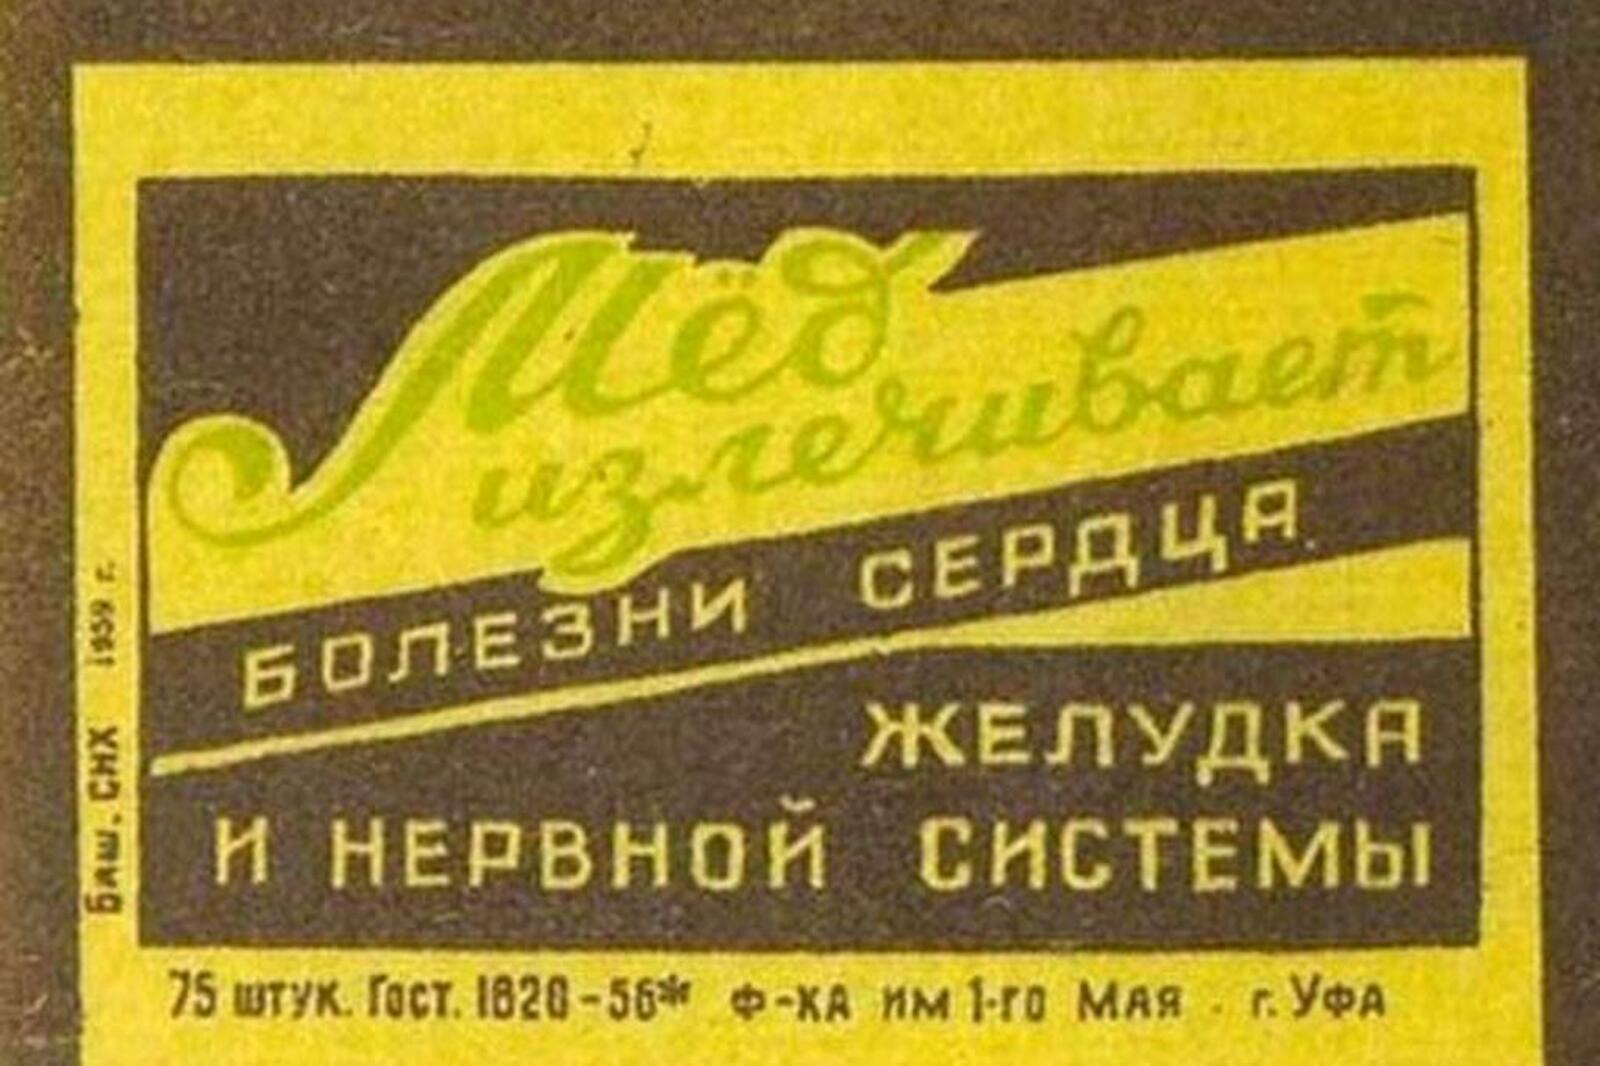 Мёд
излечивает
БОЛЕЗНИ СЕРДЦА
ЖЕЛУДКА
И НЕРВНОЙ СИСТЕМЫ
75 штук. Гост. 1820-56* Ф-КА ИМ 1-го МАЯ г. УФА
Баш. СНХ 1959 г.